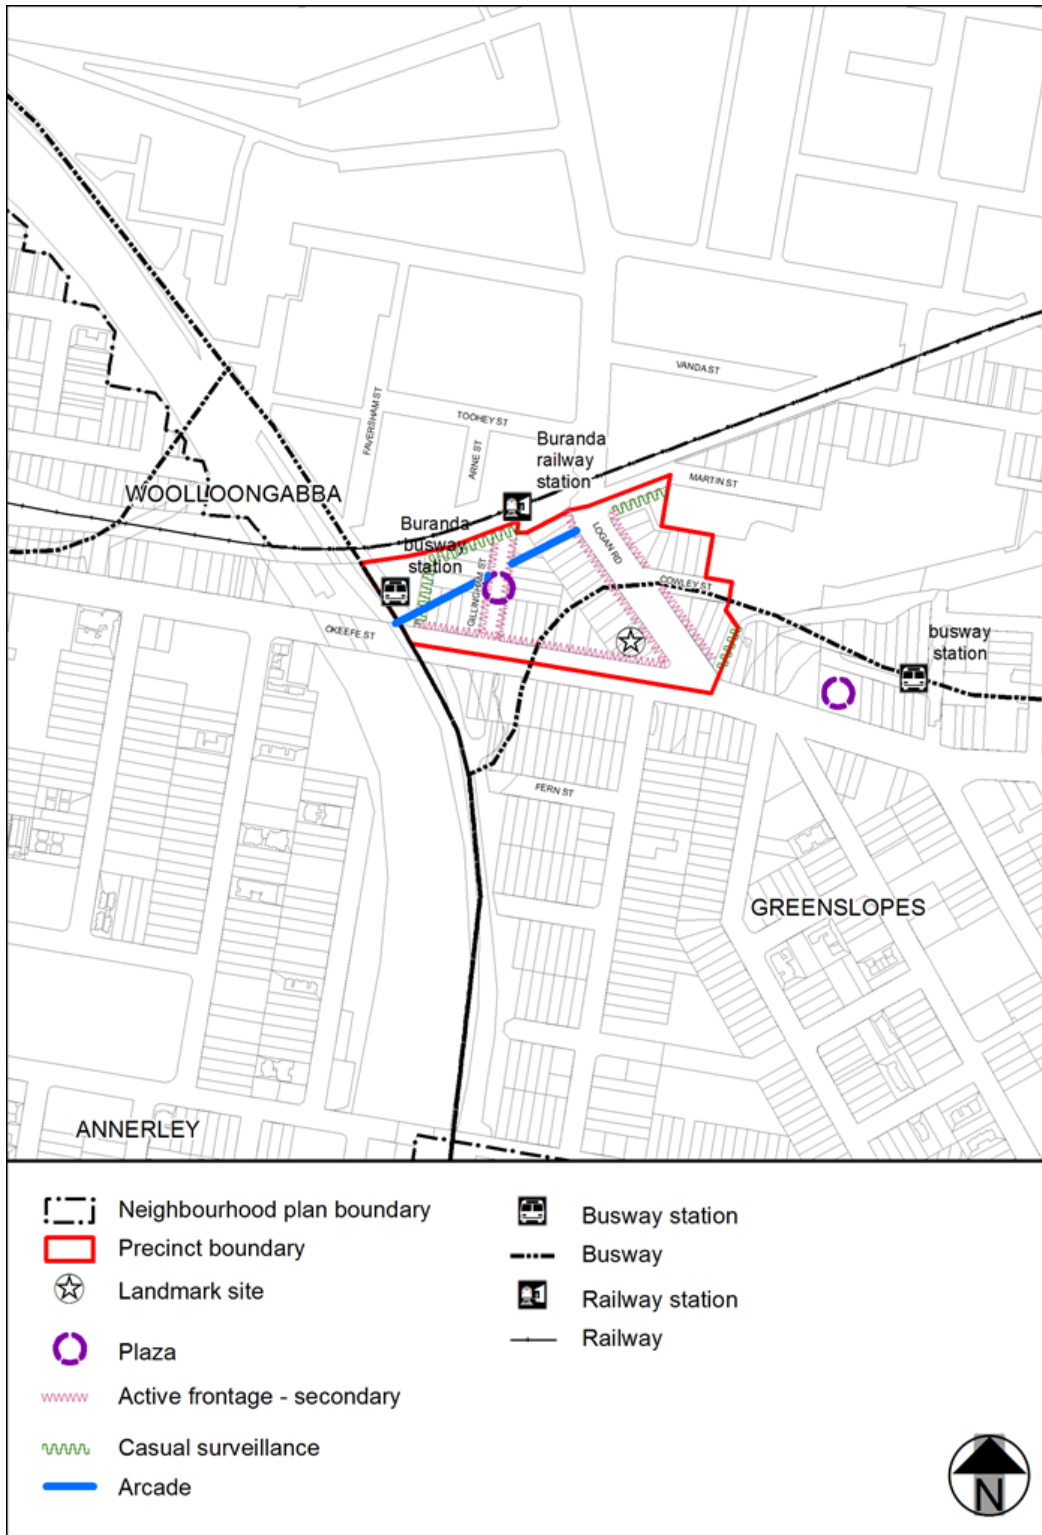 VANDA ST
FAVERSHAM ST
TOOHEY ST
ARNE ST
Buranda
railway
station
MARTIN ST
WOOLLOONGABBA
Buranda
busway
station
LOGAN RD
GILLINGHAM ST
COWLEY ST
OKEEFE ST
busway
station
FERN ST
GREENSLOPES
ANNERLEY
Neighbourhood plan boundary
Precinct boundary
Landmark site
Plaza
Active frontage - secondary
Casual surveillance
Arcade
Busway station
Busway
Railway station
Railway
N